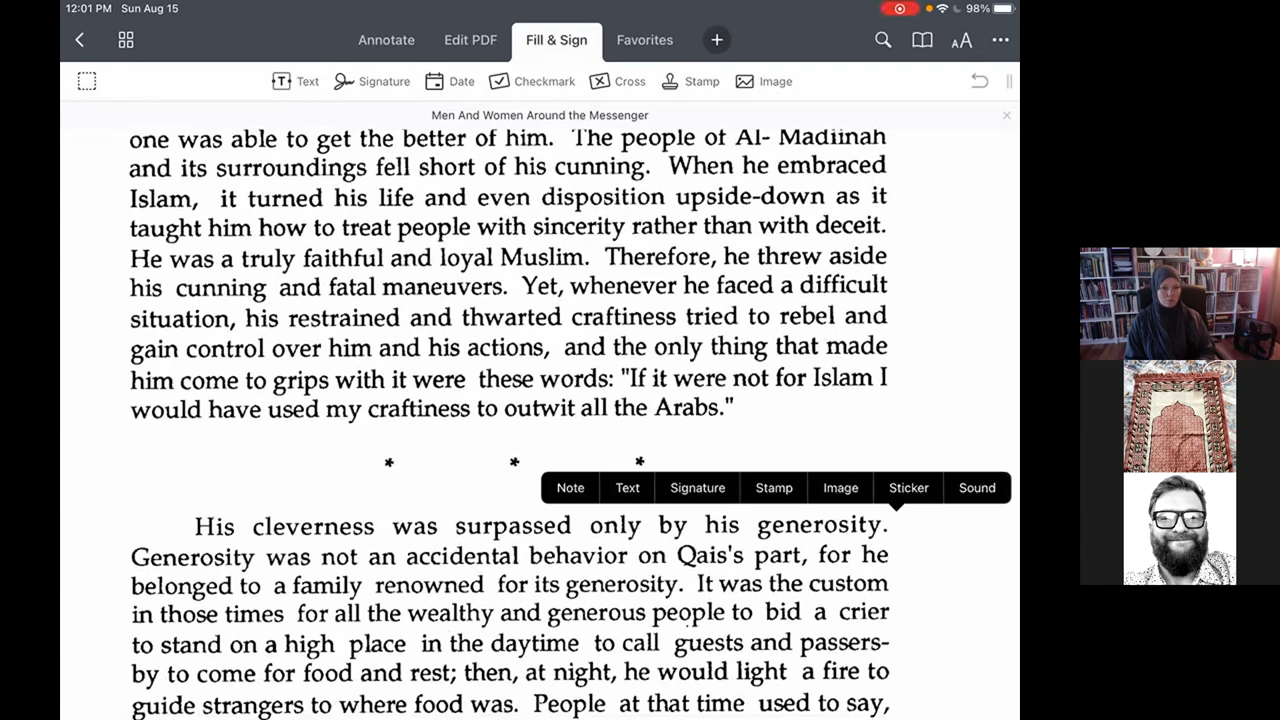 12:01 PM Sun Aug 15
98%
Annotate Edit PDF Fill & Sign Favorites
AA
Text Signature Date Checkmark Cross Stamp Image
Men And Women Around the Messenger
one was able to get the better of him. The people of Al- Madiinah
and its surroundings fell short of his cunning. When he embraced
Islam, it turned his life and even disposition upside-down as it
taught him how to treat people with sincerity rather than with deceit.
He was a truly faithful and loyal Muslim. Therefore, he threw aside
his cunning and fatal maneuvers. Yet, whenever he faced a difficult
situation, his restrained and thwarted craftiness tried to rebel and
gain control over him and his actions, and the only thing that made
him come to grips with it were these words: "If it were not for Islam I
would have used my craftiness to outwit all the Arabs."
* * *
Note Text Signature Stamp Image Sticker Sound
His cleverness was surpassed only by his generosity.
Generosity was not an accidental behavior on Qais's part, for he
belonged to a family renowned for its generosity. It was the custom
in those times for all the wealthy and generous people to bid a crier
to stand on a high place in the daytime to call guests and passers-
by to come for food and rest; then, at night, he would light a fire to
guide strangers to where food was. People at that time used to say,